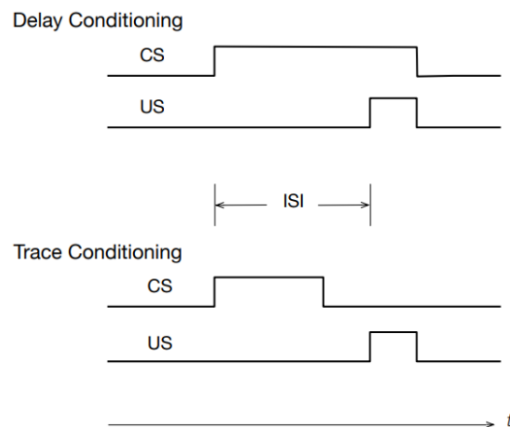 Delay Conditioning
CS
US
ISI
Trace Conditioning
CS
US
t